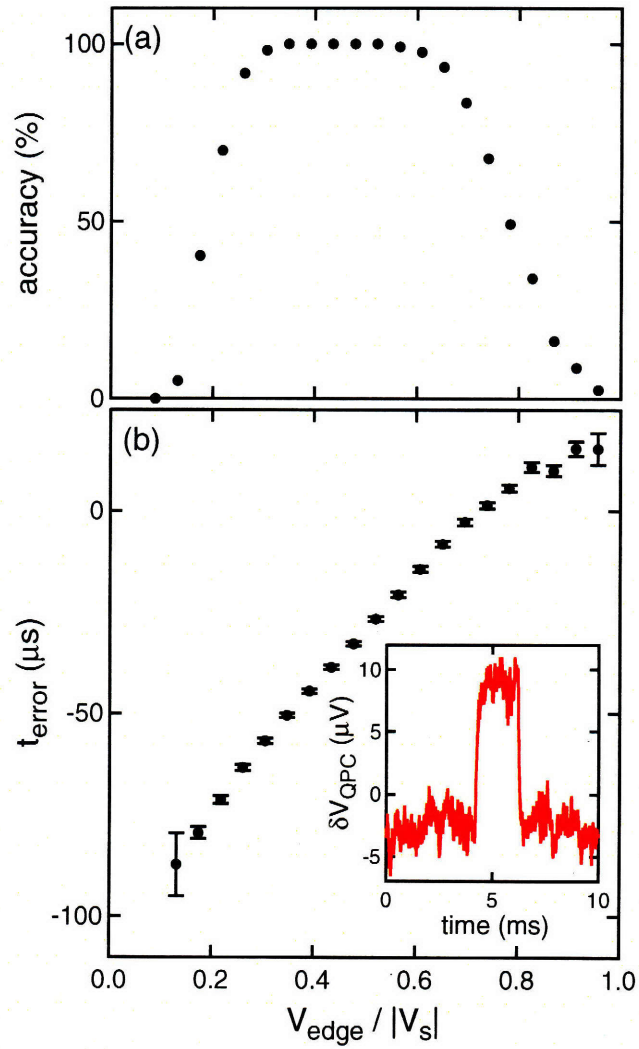 (a)
100
50
0
accuracy (%)
(b)
0
-50
-100
t_error (μs)
10
5
0
-5
δV_QPC (μV)
0 5 10
time (ms)
0.0 0.2 0.4 0.6 0.8 1.0
V_edge / |V_s|